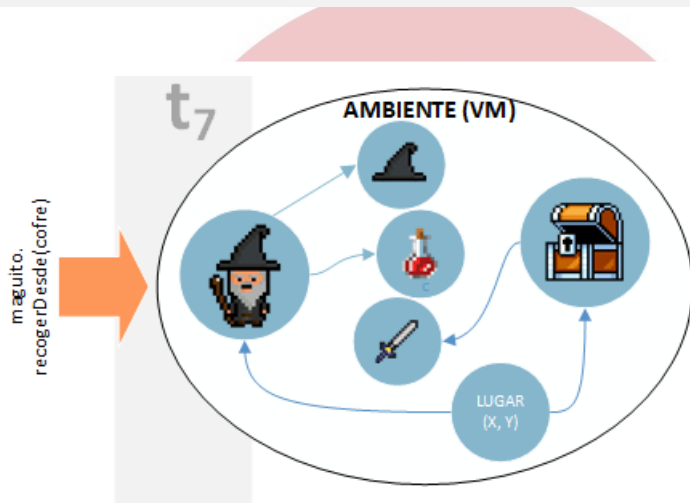 t7
AMBIENTE (VM)
maguito.
recogerDesde(cofre)
c
LUGAR
(X, Y)